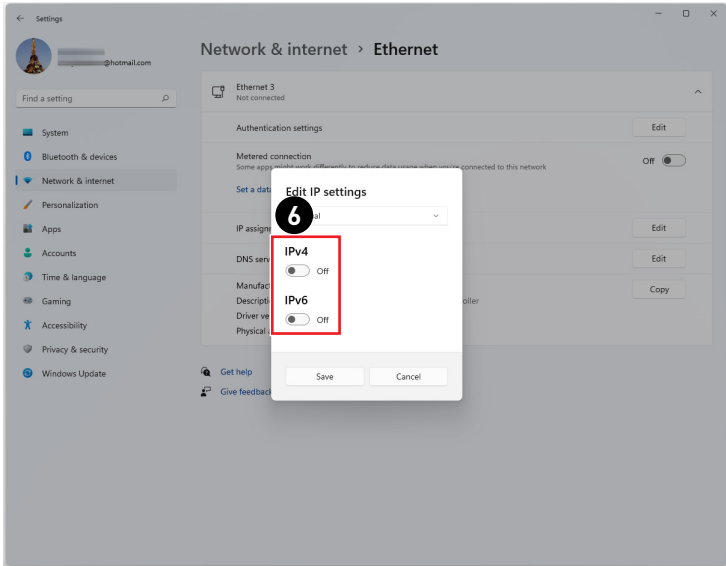 Settings
@hotmail.com
Find a setting
System
Bluetooth & devices
Network & internet
Personalization
Apps
Accounts
Time & language
Gaming
Accessibility
Privacy & security
Windows Update
Network & internet > Ethernet
Ethernet 3
Not connected
Authentication settings
Edit
Metered connection
Some apps might work differently to reduce data usage when you're connected to this network
Off
Set a data
IP assignm
Edit
DNS serv
Edit
Manufact
Copy
Descripti oller
Driver ve
Physical a
Get help
Give feedback
Edit IP settings
6
al
IPv4
Off
IPv6
Off
Save
Cancel